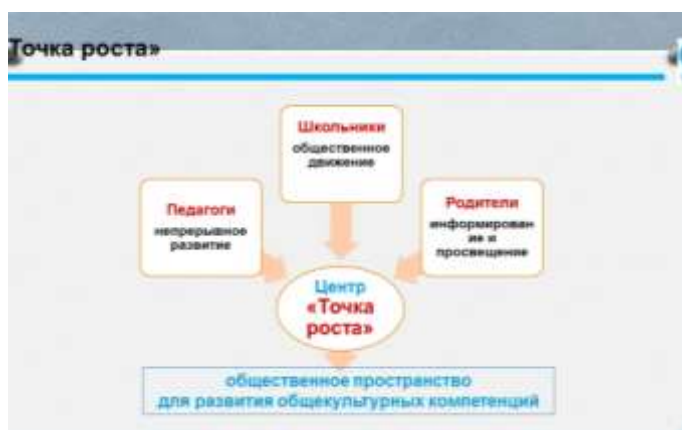 Точка роста»
Школьники
общественное
движение
Педагоги
непрерывное
развитие
Родители
информирован
ие и
просвещение
Центр
«Точка
роста»
общественное пространство
для развития общекультурных компетенций